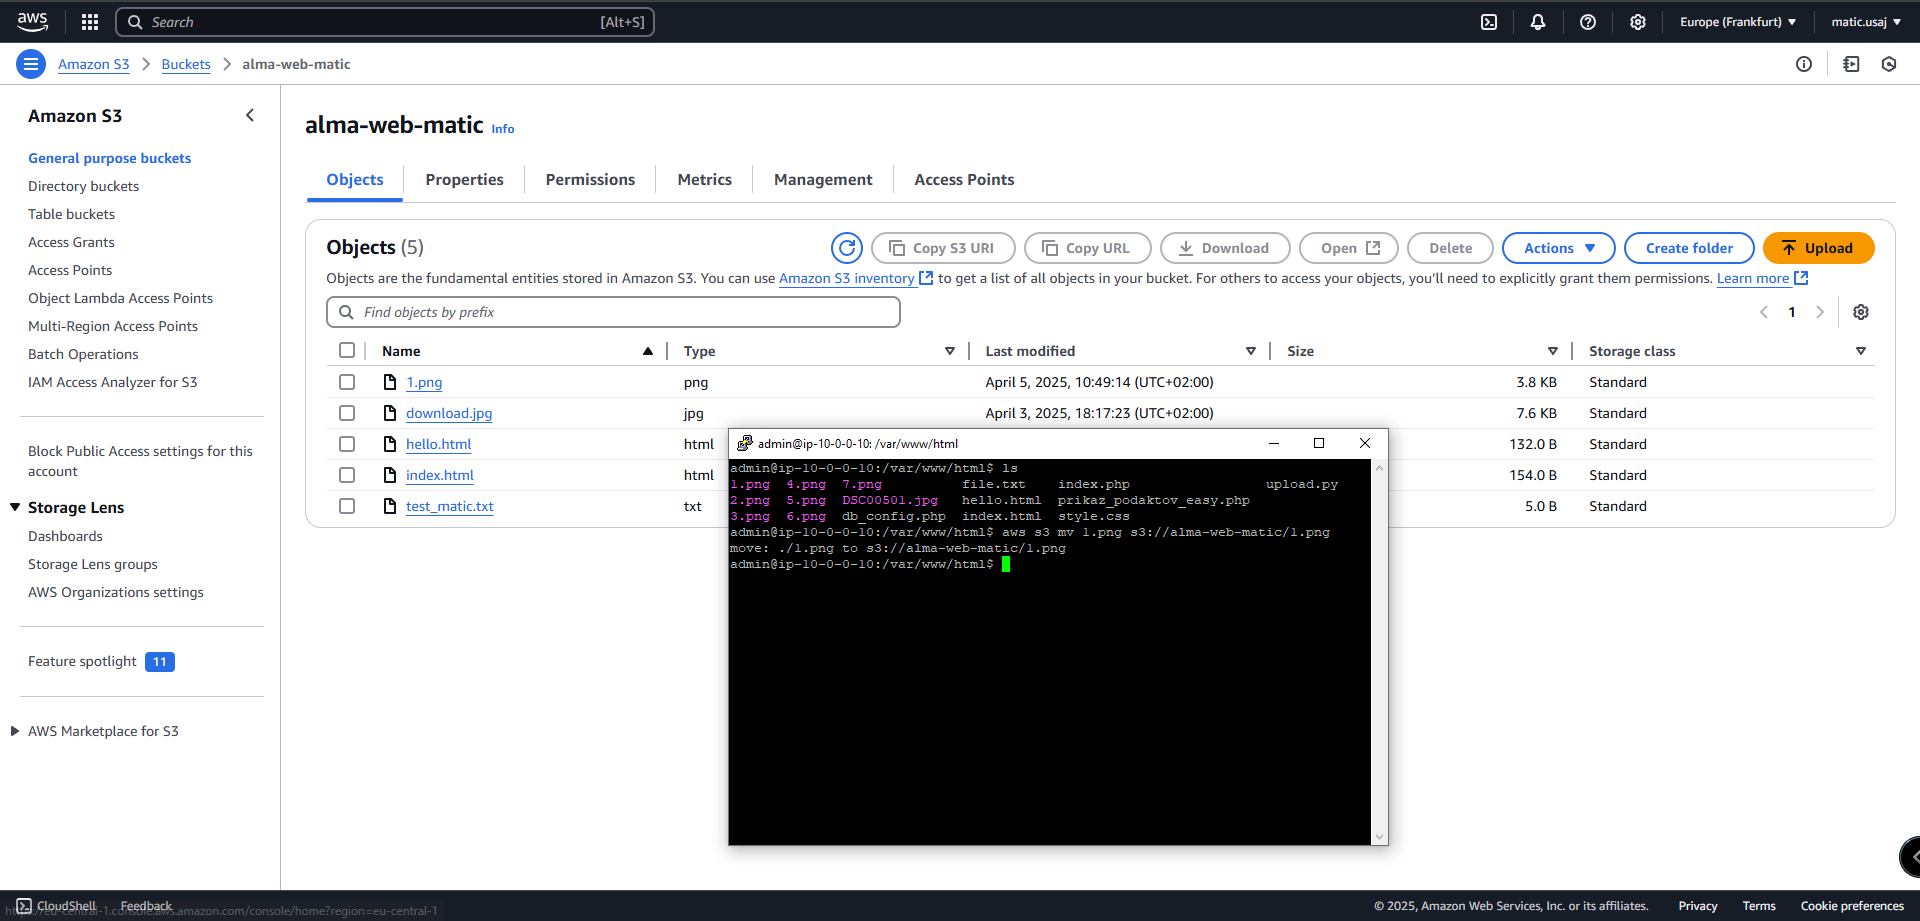 aws
Search [Alt+S]
Europe (Frankfurt)
matic.usaj
Amazon S3 Buckets alma-web-matic
Amazon S3
General purpose buckets
Directory buckets
Table buckets
Access Grants
Access Points
Object Lambda Access Points
Multi-Region Access Points
Batch Operations
IAM Access Analyzer for S3
Block Public Access settings for this
account
Storage Lens
Dashboards
Storage Lens groups
AWS Organizations settings
Feature spotlight 11
AWS Marketplace for S3
alma-web-matic Info
Objects Properties Permissions Metrics Management Access Points
Objects (5)
Copy S3 URI Copy URL Download Open Delete Actions Create folder Upload
Objects are the fundamental entities stored in Amazon S3. You can use Amazon S3 inventory to get a list of all objects in your bucket. For others to access your objects, you'll need to explicitly grant them permissions. Learn more
Find objects by prefix
1
Name Type Last modified Size Storage class
1.png png April 5, 2025, 10:49:14 (UTC+02:00) 3.8 KB Standard
download.jpg jpg April 3, 2025, 18:17:23 (UTC+02:00) 7.6 KB Standard
hello.html html 132.0 B Standard
index.html html 154.0 B Standard
test_matic.txt txt 5.0 B Standard
admin@ip-10-0-0-10: /var/www/html
admin@ip-10-0-0-10:/var/www/html$ ls
1.png 4.png 7.png file.txt index.php upload.py
2.png 5.png DSC00501.jpg hello.html prikaz_podaktov_easy.php
3.png 6.png db_config.php index.html style.css
admin@ip-10-0-0-10:/var/www/html$ aws s3 mv 1.png s3://alma-web-matic/1.png
move: ./1.png to s3://alma-web-matic/1.png
admin@ip-10-0-0-10:/var/www/html$
CloudShell Feedback
https://eu-central-1.console.aws.amazon.com/console/home?region=eu-central-1
© 2025, Amazon Web Services, Inc. or its affiliates. Privacy Terms Cookie preferences